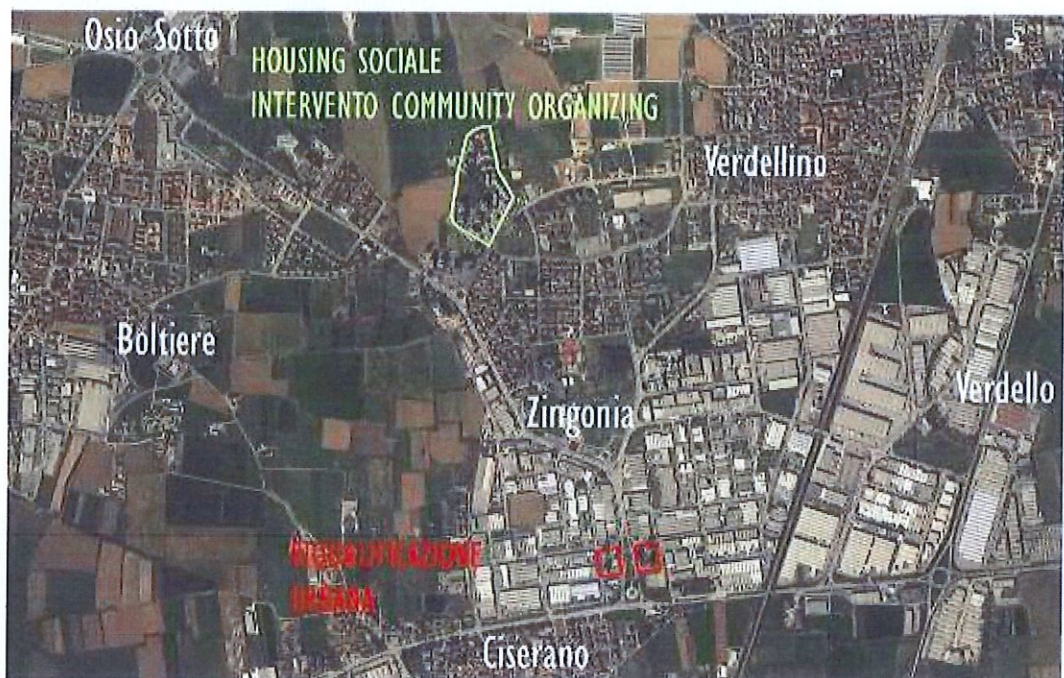 Osio Sotto
HOUSING SOCIALE
INTERVENTO COMMUNITY ORGANIZING
Verdellino
Boltiere
Zingonia
Verdello
RIQUALIFICAZIONE
URBANA
Ciserano